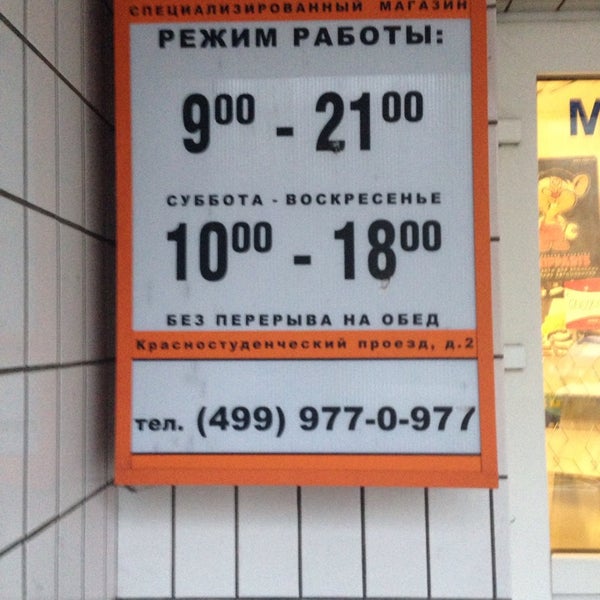 СПЕЦИАЛИЗИРОВАННЫЙ МАГАЗИН
РЕЖИМ РАБОТЫ:
9⁰⁰ - 21⁰⁰
СУББОТА - ВОСКРЕСЕНЬЕ
10⁰⁰ - 18⁰⁰
БЕЗ ПЕРЕРЫВА НА ОБЕД
Красностуденческий проезд, д.2
тел. (499) 977-0-977